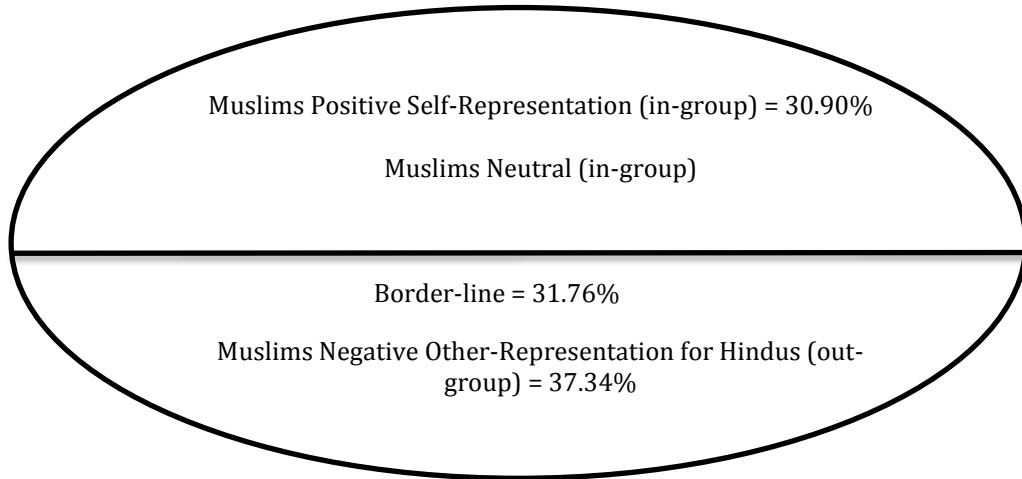 Muslims Positive Self-Representation (in-group) = 30.90%
Muslims Neutral (in-group)
Border-line = 31.76%
Muslims Negative Other-Representation for Hindus (out-
group) = 37.34%